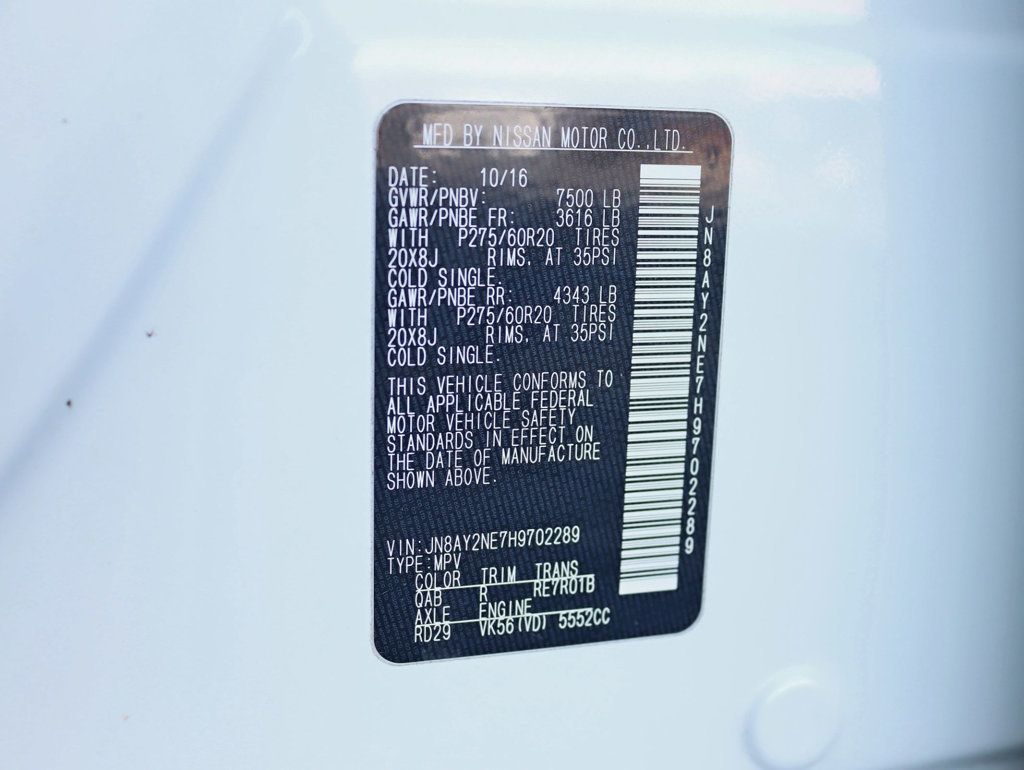 MFD BY NISSAN MOTOR CO.,LTD.
DATE: 10/16
GVWR/PNBV: 7500 LB
GAWR/PNBE FR: 3616 LB
WITH P275/60R20 TIRES
20X8J RIMS, AT 35PSI
COLD SINGLE.
GAWR/PNBE RR: 4343 LB
WITH P275/60R20 TIRES
20X8J RIMS, AT 35PSI
COLD SINGLE.
THIS VEHICLE CONFORMS TO
ALL APPLICABLE FEDERAL
MOTOR VEHICLE SAFETY
STANDARDS IN EFFECT ON
THE DATE OF MANUFACTURE
SHOWN ABOVE.
VIN:JN8AY2NE7H9702289
TYPE:MPV
COLOR TRIM TRANS
QAB R RE7R01B
AXLE ENGINE
RD29 VK56(VD) 5552CC
JN8AY2NE7H9702289